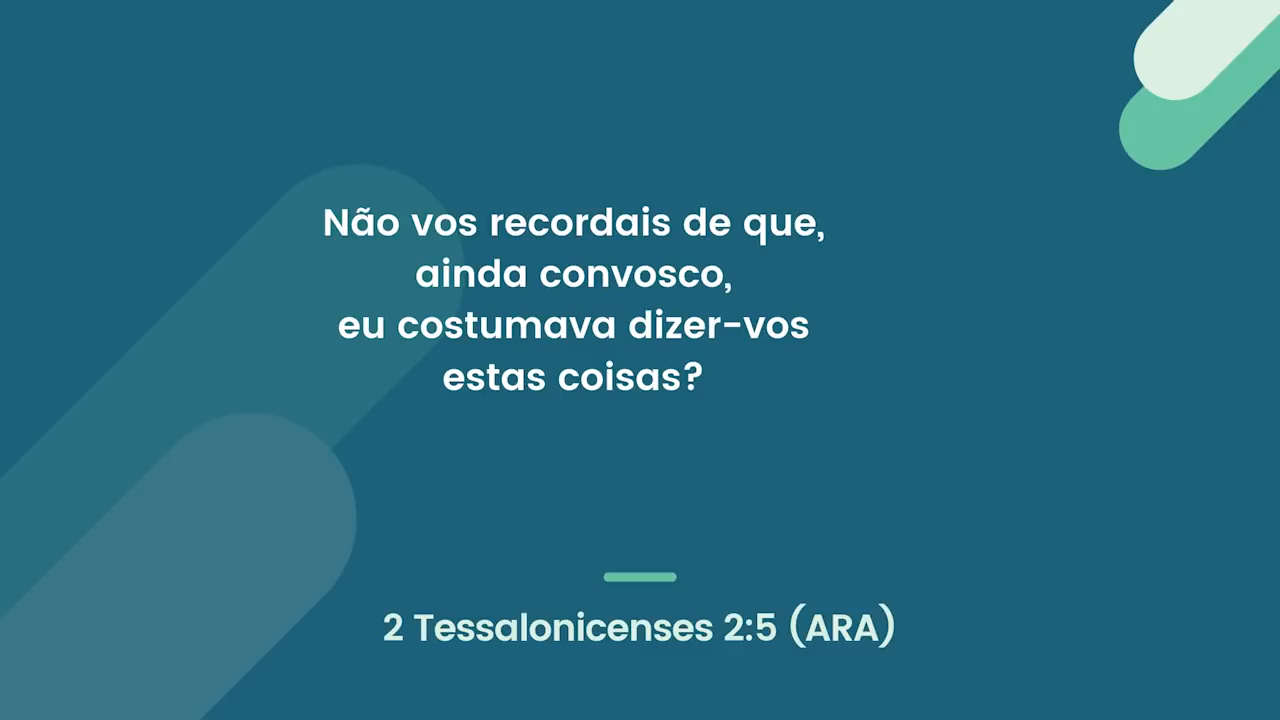 Não vos recordais de que,
ainda convosco,
eu costumava dizer-vos
estas coisas?
2 Tessalonicenses 2:5 (ARA)